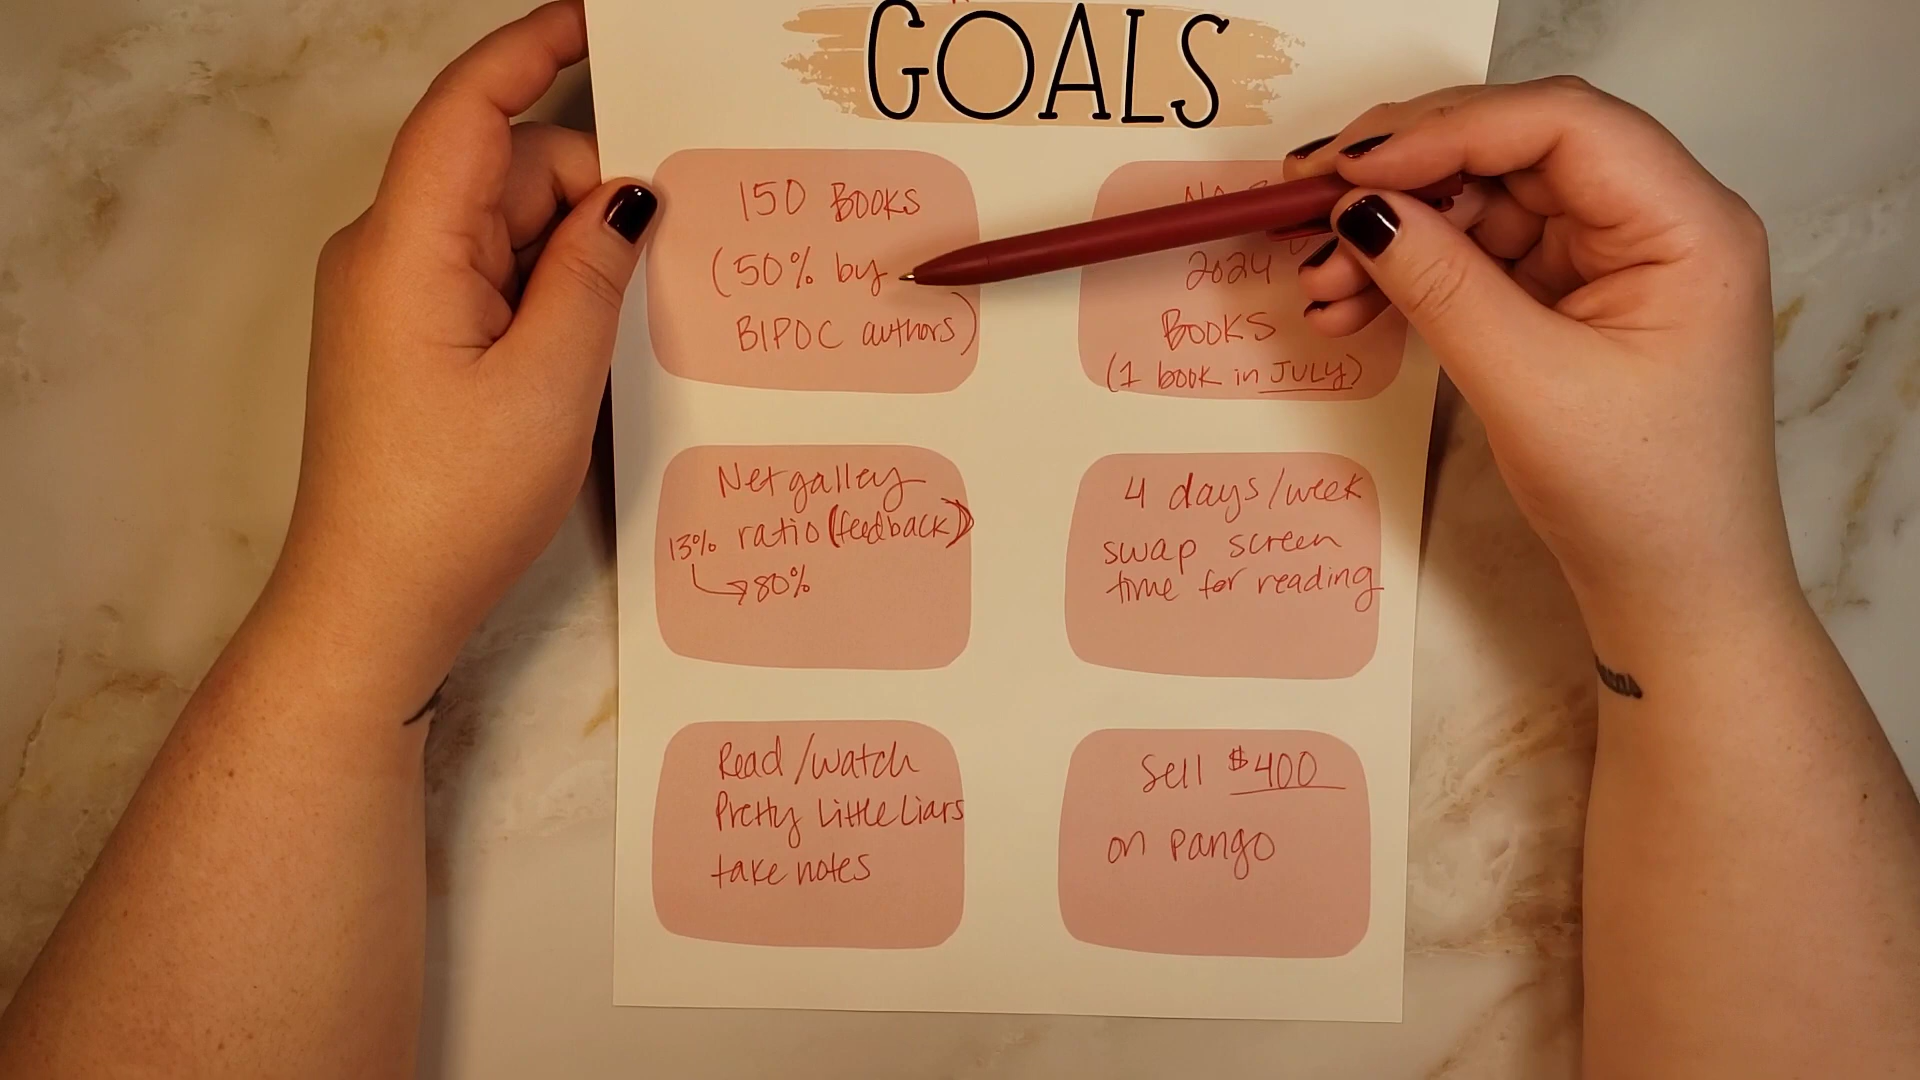 GOALS
150 BOOKS
(50% by
BIPOC authors)
2024
BOOKS
(1 book in JULY)
Netgalley
13% ratio (feedback)
80%
4 days/week
swap screen
time for reading
Read/watch
Pretty Little Liars
take notes
Sell $400
on pango